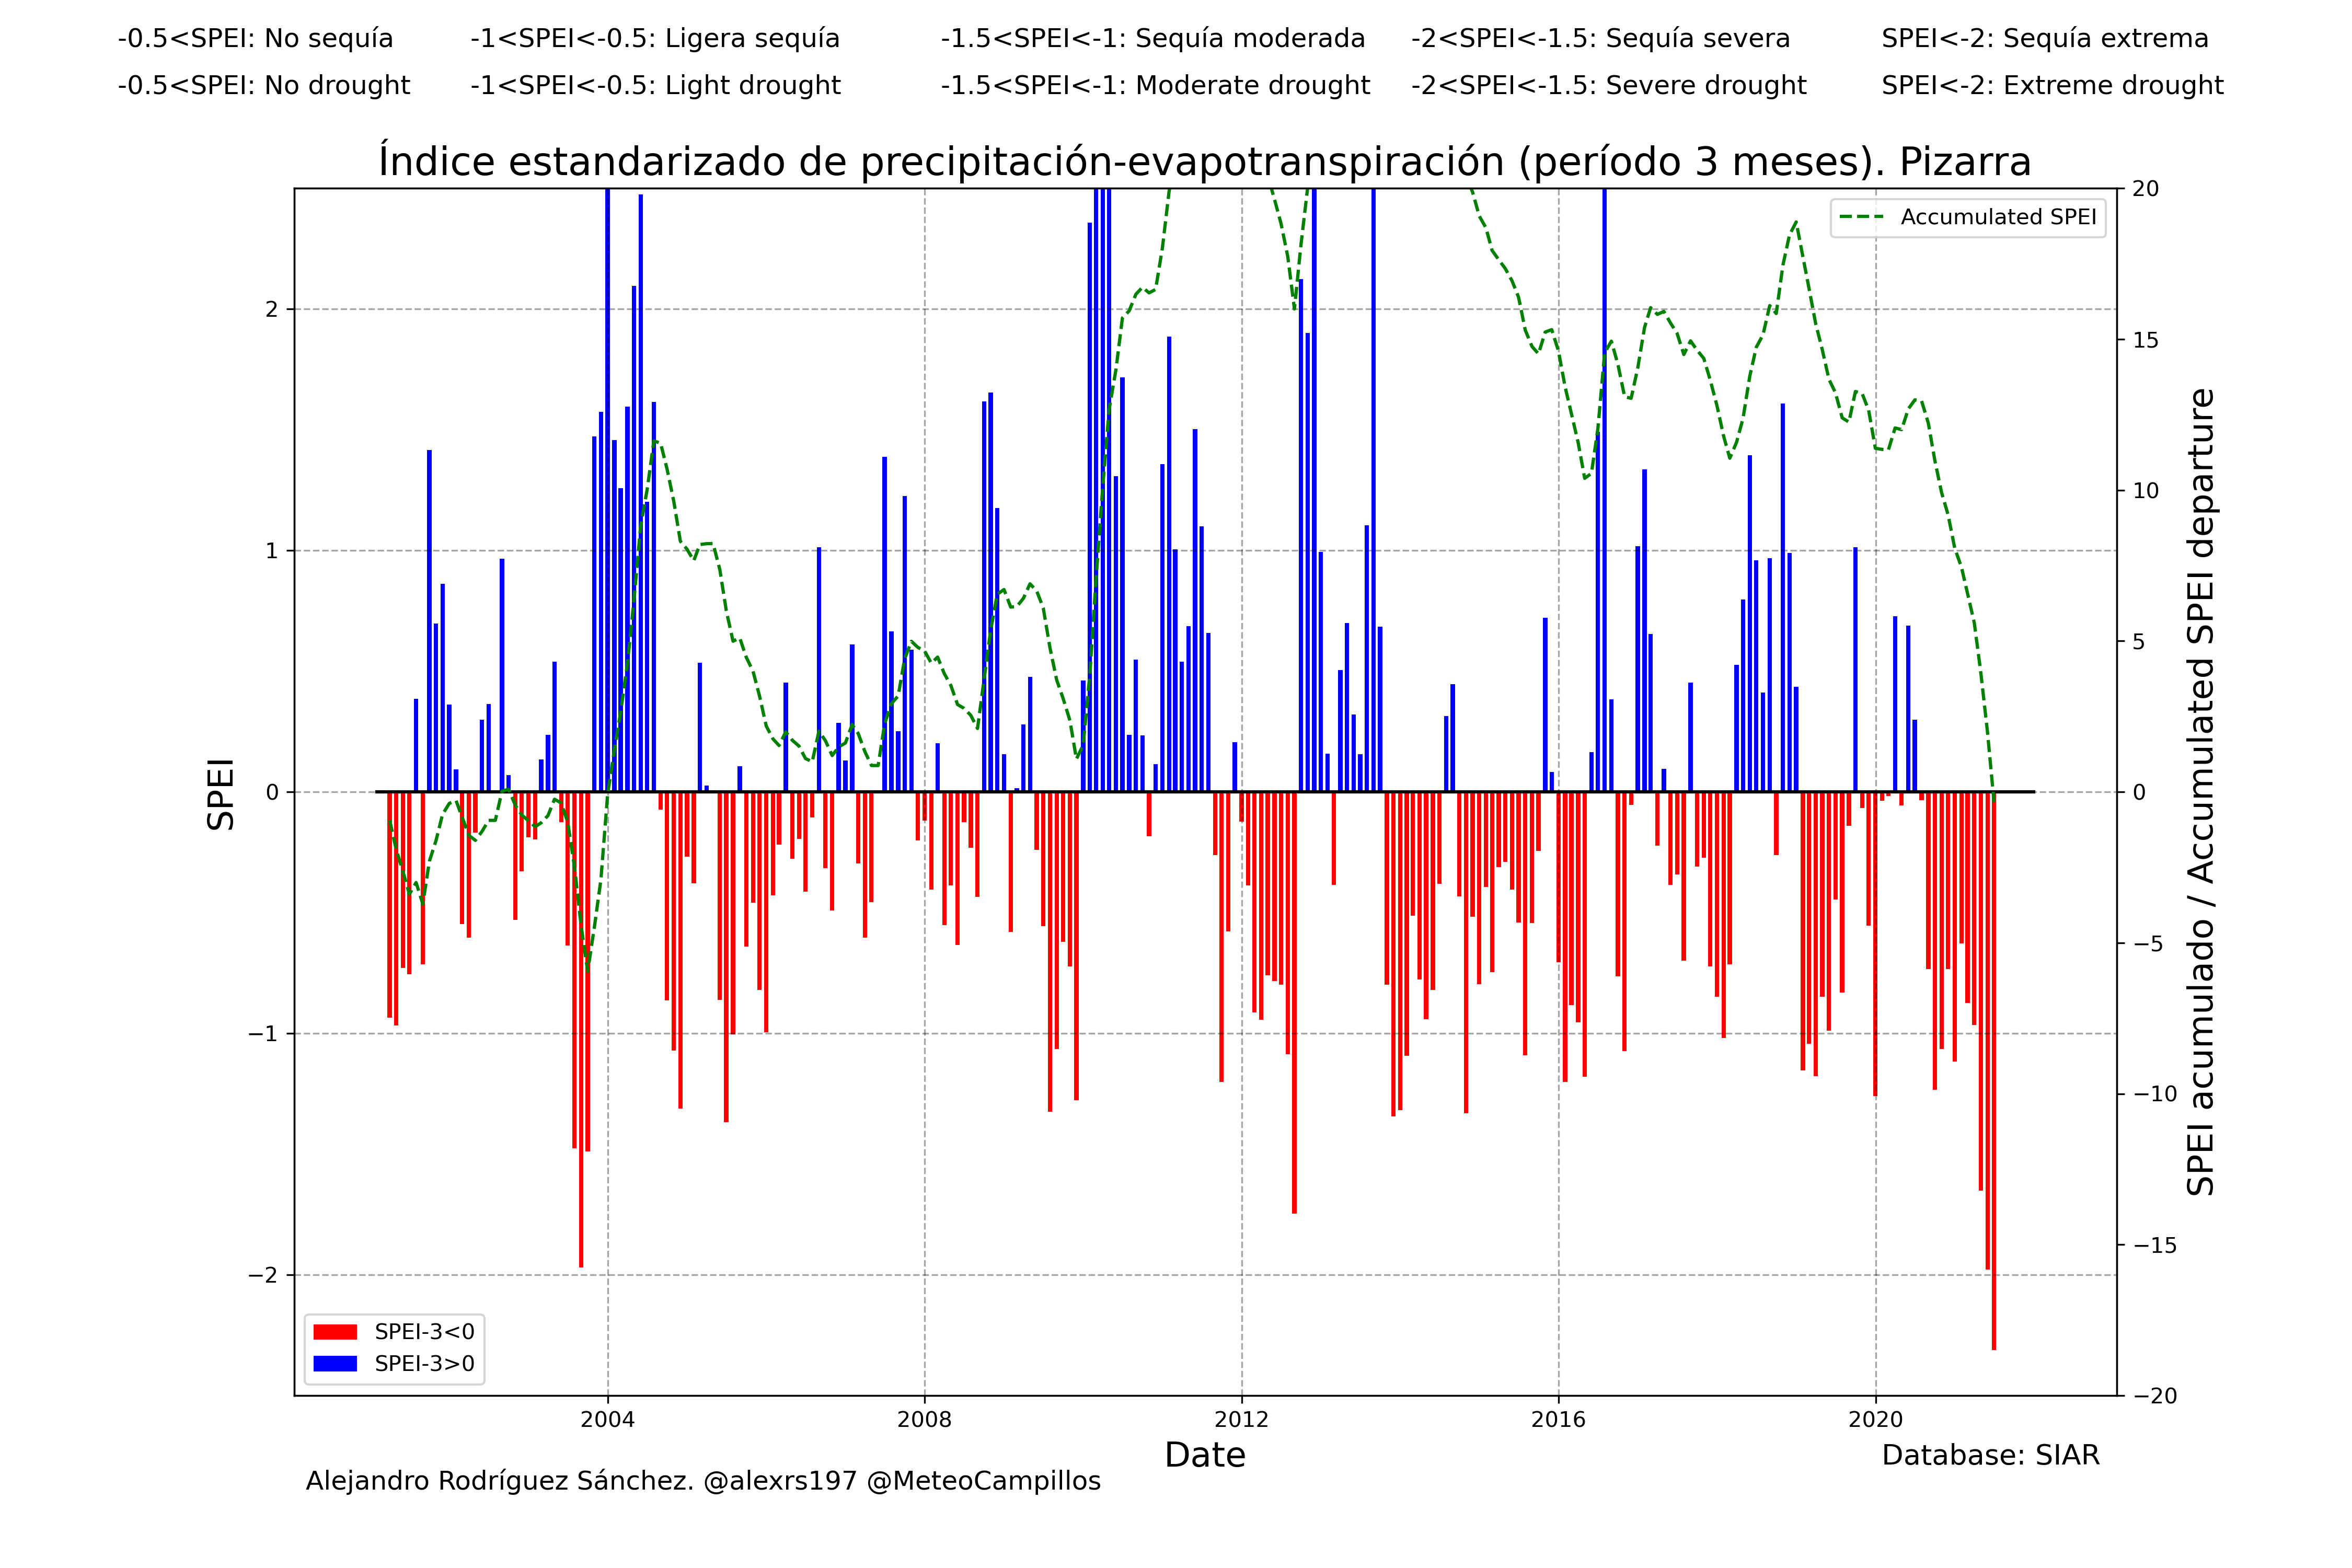 -0.5<SPEI: No sequía -1<SPEI<-0.5: Ligera sequía -1.5<SPEI<-1: Sequía moderada -2<SPEI<-1.5: Sequía severa SPEI<-2: Sequía extrema
-0.5<SPEI: No drought -1<SPEI<-0.5: Light drought -1.5<SPEI<-1: Moderate drought -2<SPEI<-1.5: Severe drought SPEI<-2: Extreme drought
Índice estandarizado de precipitación-evapotranspiración (período 3 meses). Pizarra
Accumulated SPEI
SPEI
2
1
0
−1
−2
20
15
10
5
0
−5
−10
−15
−20
SPEI acumulado / Accumulated SPEI departure
SPEI-3<0
SPEI-3>0
2004 2008 2012 2016 2020
Date
Database: SIAR
Alejandro Rodríguez Sánchez. @alexrs197 @MeteoCampillos